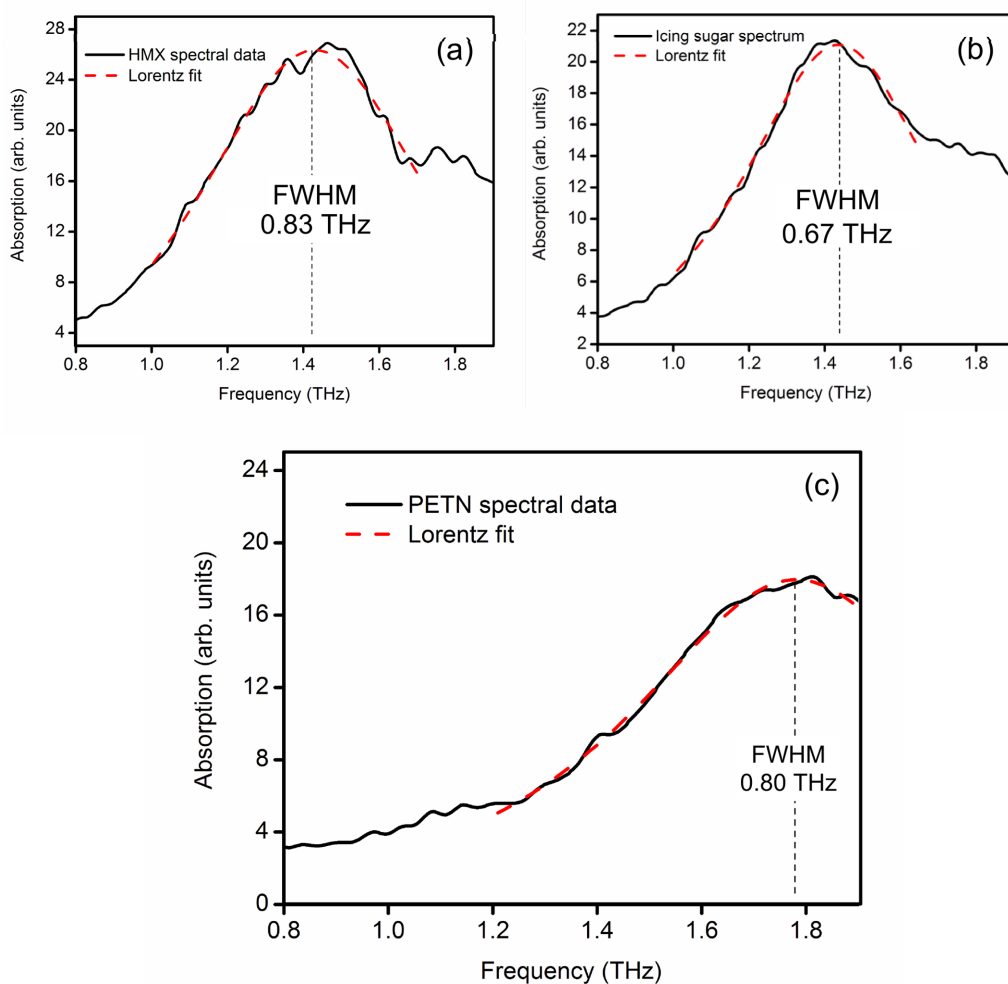 (a)
HMX spectral data
Lorentz fit
FWHM
0.83 THz
Absorption (arb. units)
28
24
20
16
12
8
4
0.8 1.0 1.2 1.4 1.6 1.8
Frequency (THz)
(b)
Icing sugar spectrum
Lorentz fit
FWHM
0.67 THz
Absorption (arb. units)
22
20
18
16
14
12
10
8
6
4
2
0.8 1.0 1.2 1.4 1.6 1.8
Frequency (THz)
(c)
PETN spectral data
Lorentz fit
FWHM
0.80 THz
Absorption (arb. units)
24
20
16
12
8
4
0
0.8 1.0 1.2 1.4 1.6 1.8
Frequency (THz)